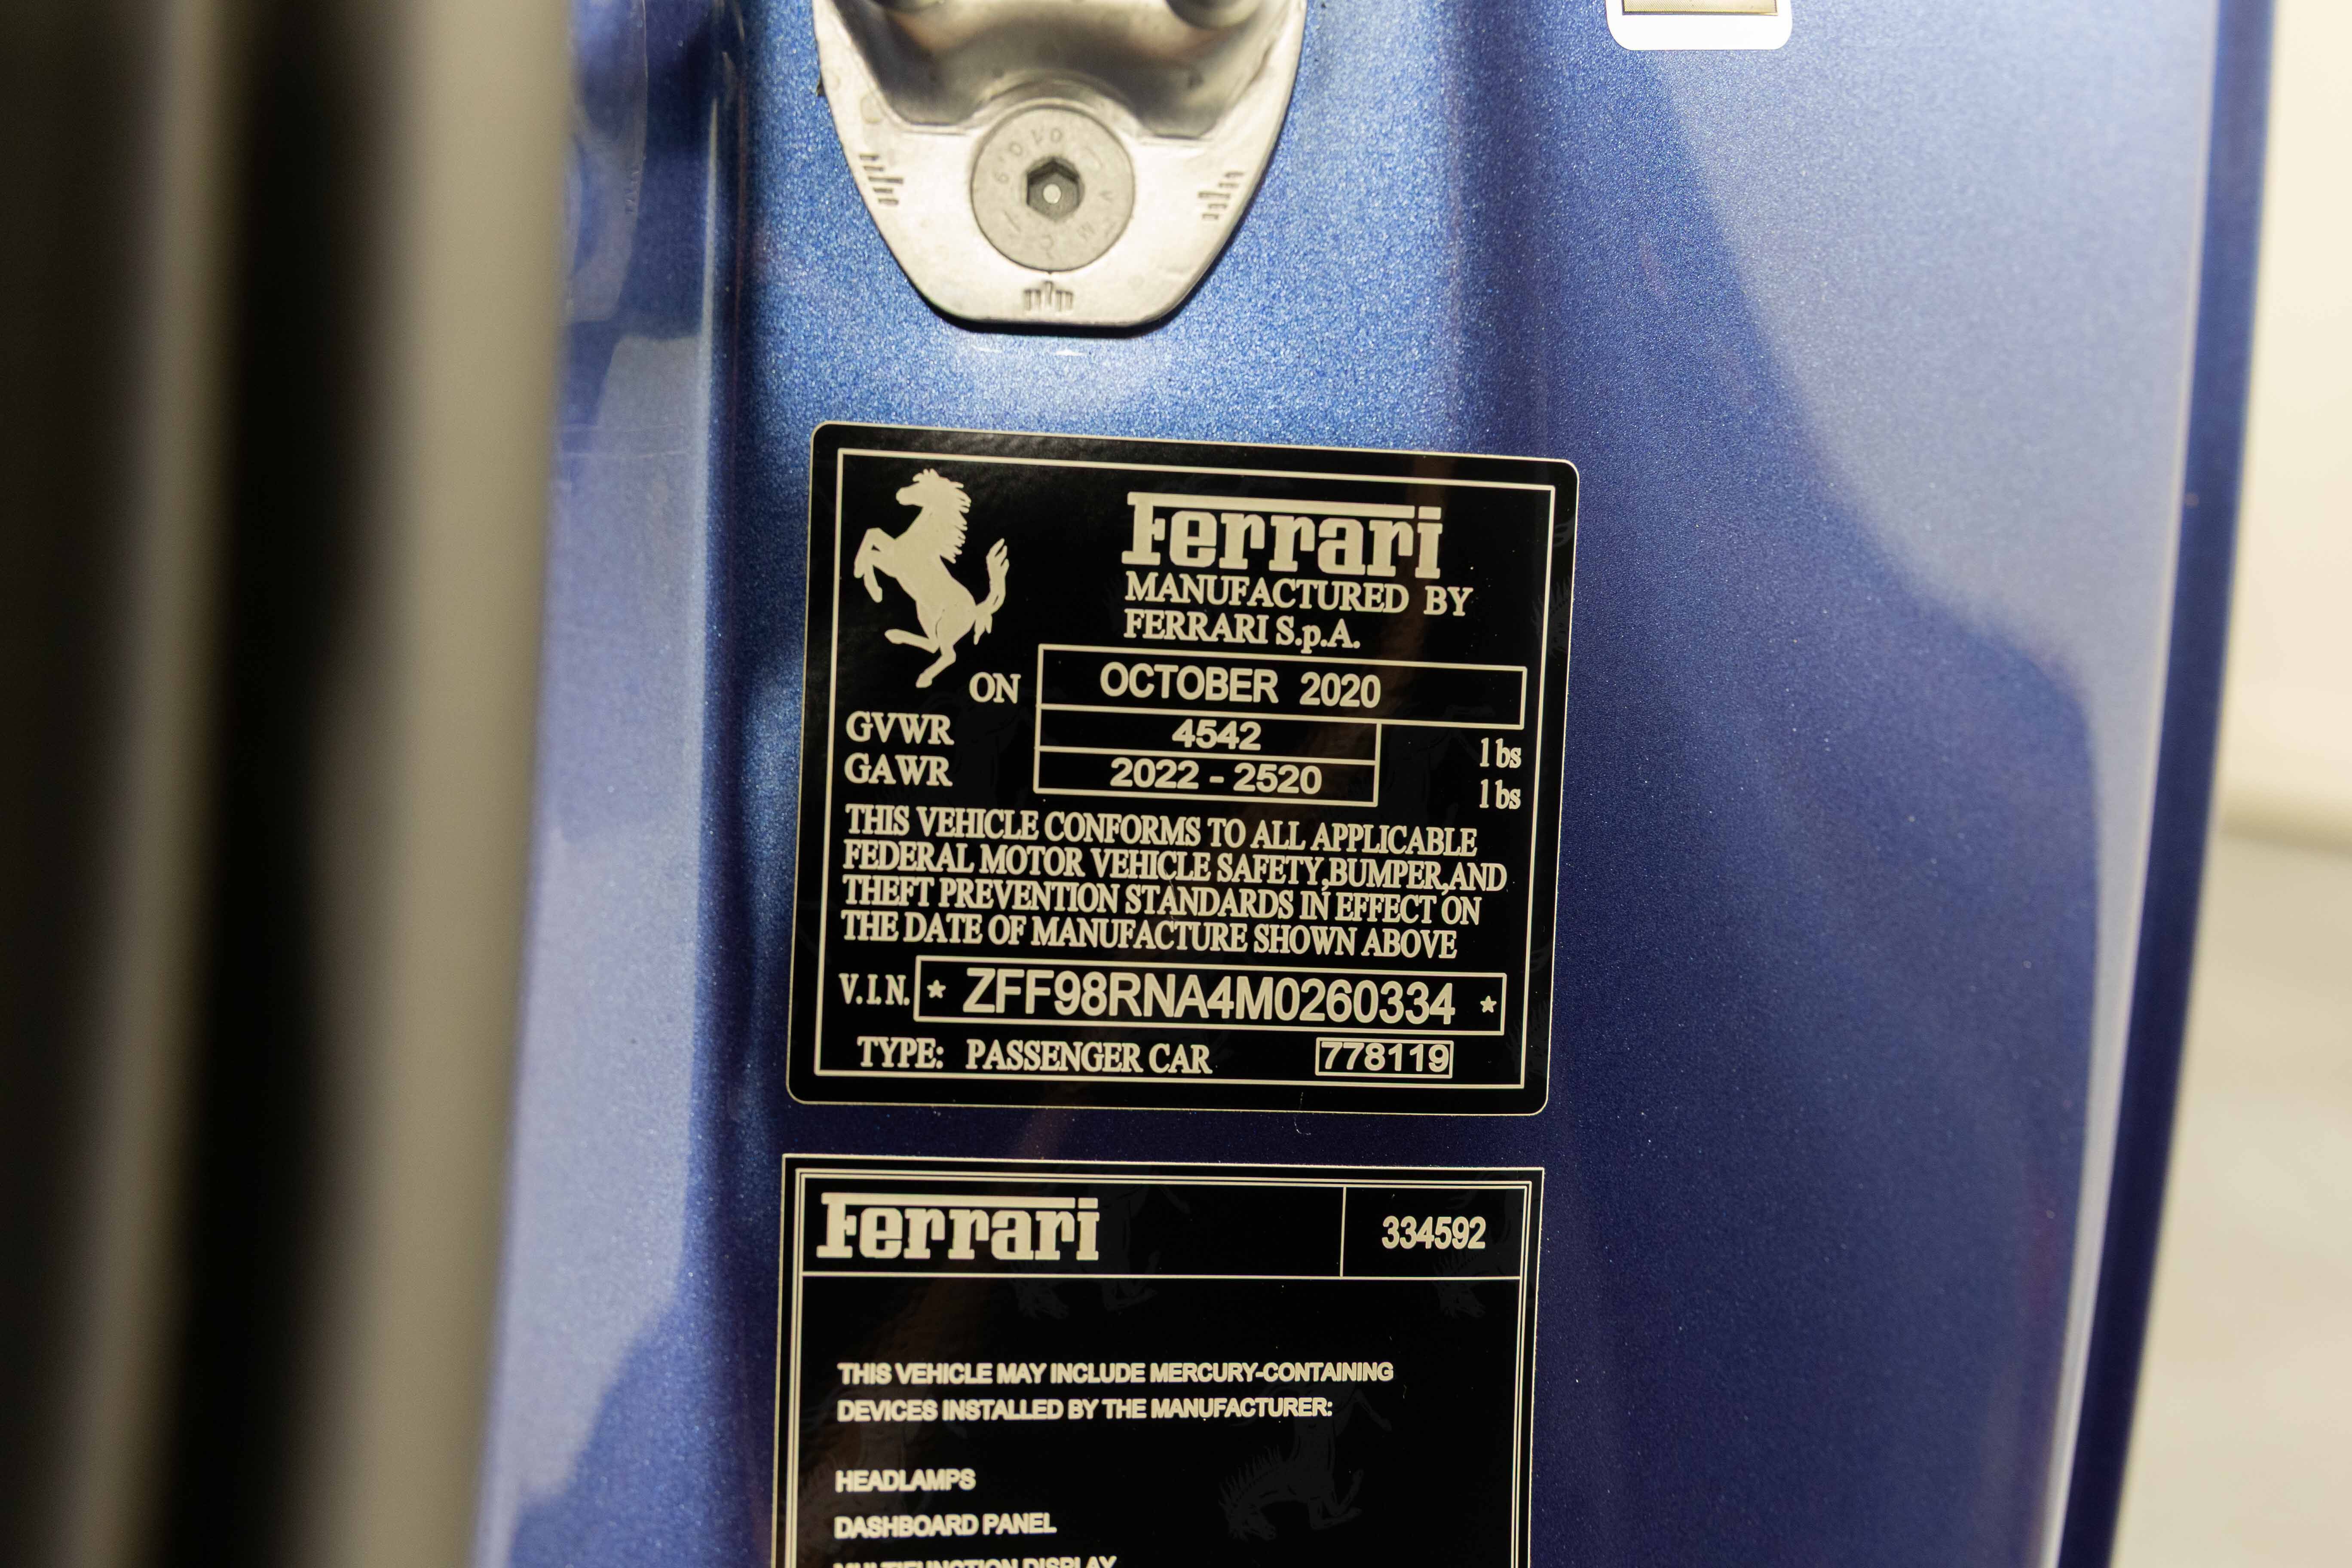 Ferrari
MANUFACTURED BY
FERRARI S.p.A.
ON OCTOBER 2020
GVWR 4542 lbs
GAWR 2022 - 2520 lbs
THIS VEHICLE CONFORMS TO ALL APPLICABLE
FEDERAL MOTOR VEHICLE SAFETY,BUMPER,AND
THEFT PREVENTION STANDARDS IN EFFECT ON
THE DATE OF MANUFACTURE SHOWN ABOVE
V.I.N. * ZFF98RNA4M0260334 *
TYPE: PASSENGER CAR 778119
Ferrari 334592
THIS VEHICLE MAY INCLUDE MERCURY-CONTAINING
DEVICES INSTALLED BY THE MANUFACTURER:
HEADLAMPS
DASHBOARD PANEL
MULTIFUNCTION DISPLAY